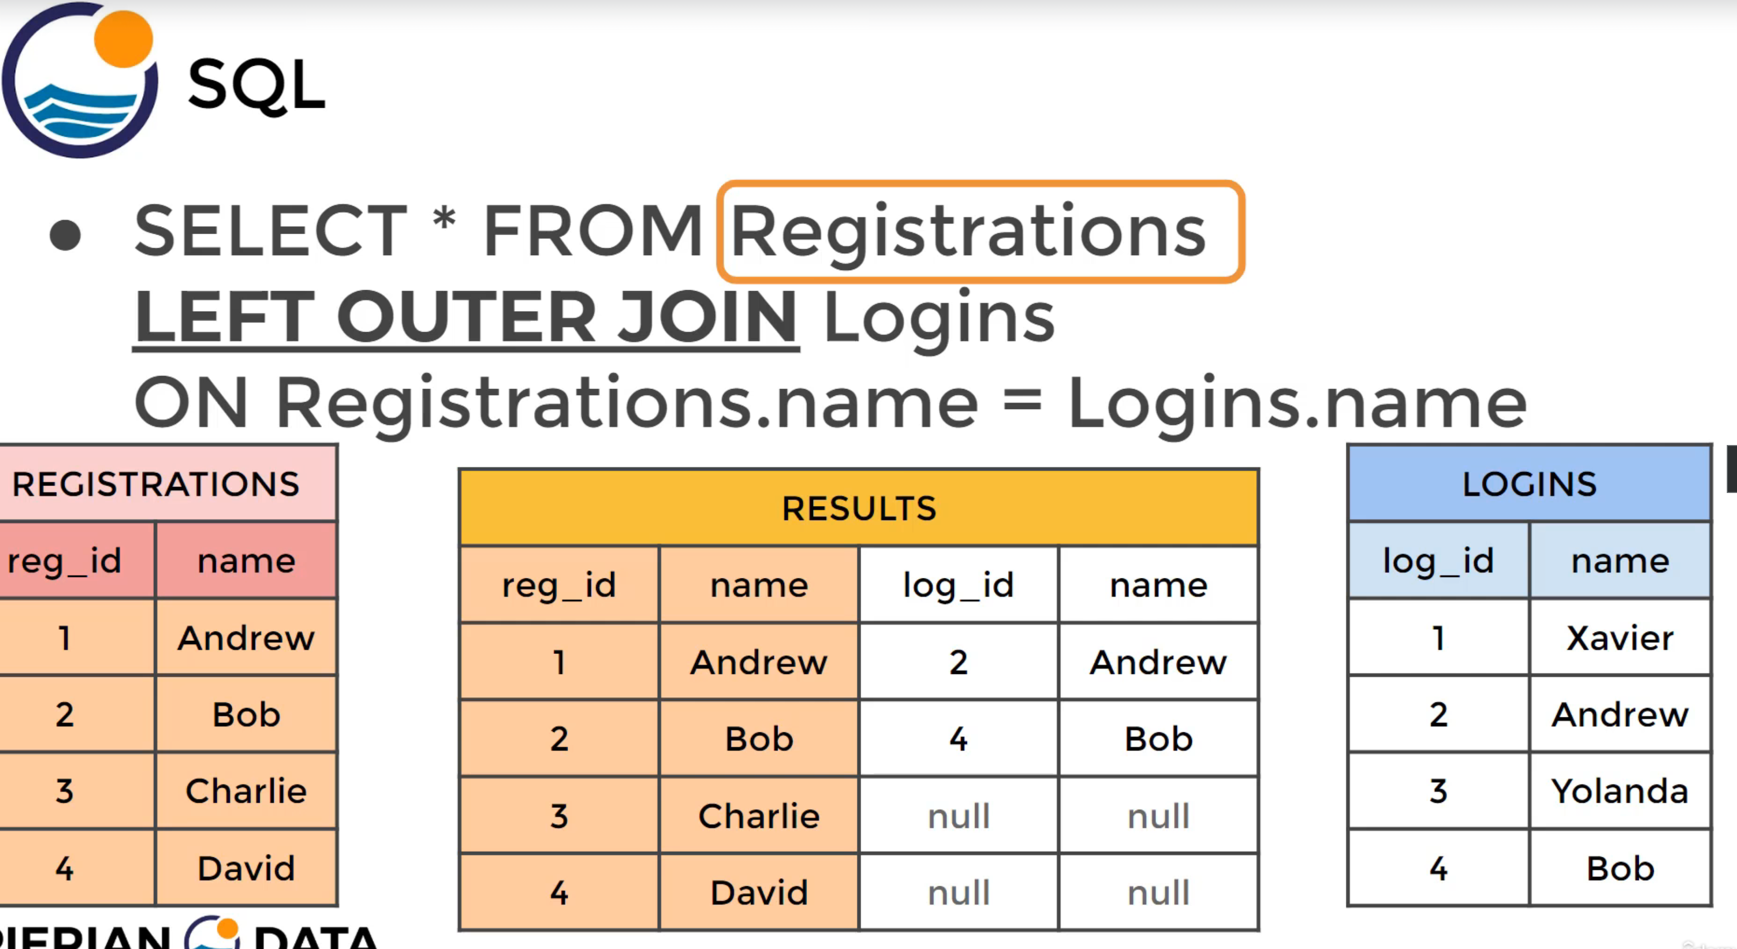 SQL
● SELECT * FROM Registrations
LEFT OUTER JOIN Logins
ON Registrations.name = Logins.name
REGISTRATIONS
reg_id name
1 Andrew
2 Bob
3 Charlie
4 David
RESULTS
reg_id name log_id name
1 Andrew 2 Andrew
2 Bob 4 Bob
3 Charlie null null
4 David null null
LOGINS
log_id name
1 Xavier
2 Andrew
3 Yolanda
4 Bob
DATA